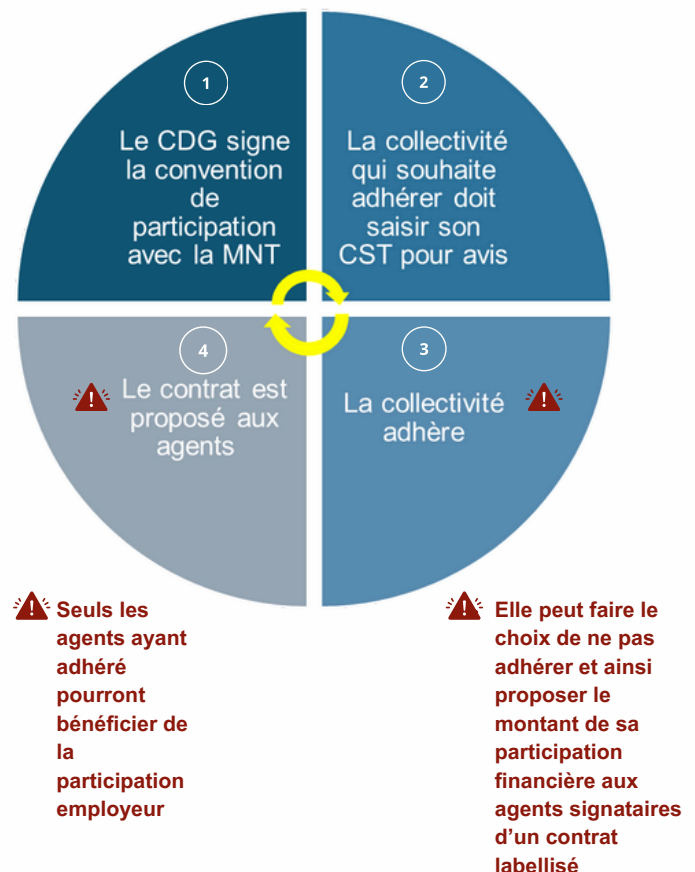 1
Le CDG signe
la convention
de
participation
avec la MNT
2
La collectivité
qui souhaite
adhérer doit
saisir son
CST pour avis
3
La collectivité
adhère
4
Le contrat est
proposé aux
agents
Seuls les
agents ayant
adhéré
pourront
bénéficier de
la
participation
employeur
Elle peut faire le
choix de ne pas
adhérer et ainsi
proposer le
montant de sa
participation
financière aux
agents signataires
d’un contrat
labellisé